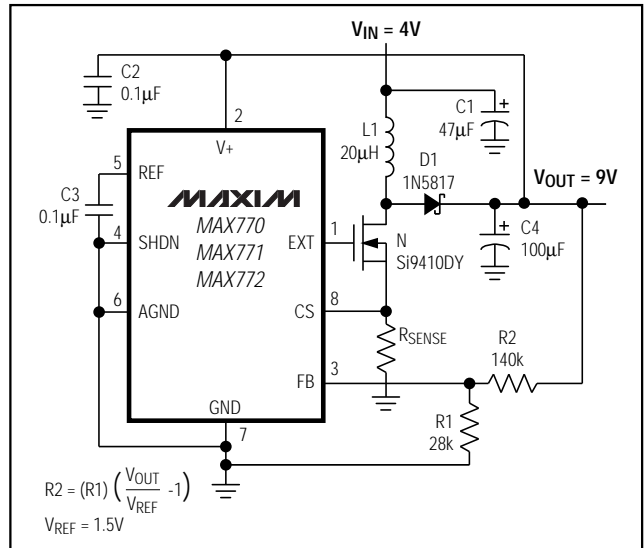 VIN = 4V
C2
0.1µF
2
V+
L1
20µH
C1
47µF
+
D1
1N5817
VOUT = 9V
5
REF
C3
0.1µF
4
SHDN
6
AGND
MAXIM
MAX770
MAX771
MAX772
EXT
1
N
Si9410DY
+
C4
100µF
CS
8
RSENSE
R2
140k
FB
3
R1
28k
GND
7
R2 = (R1) (VOUT/VREF -1)
VREF = 1.5V